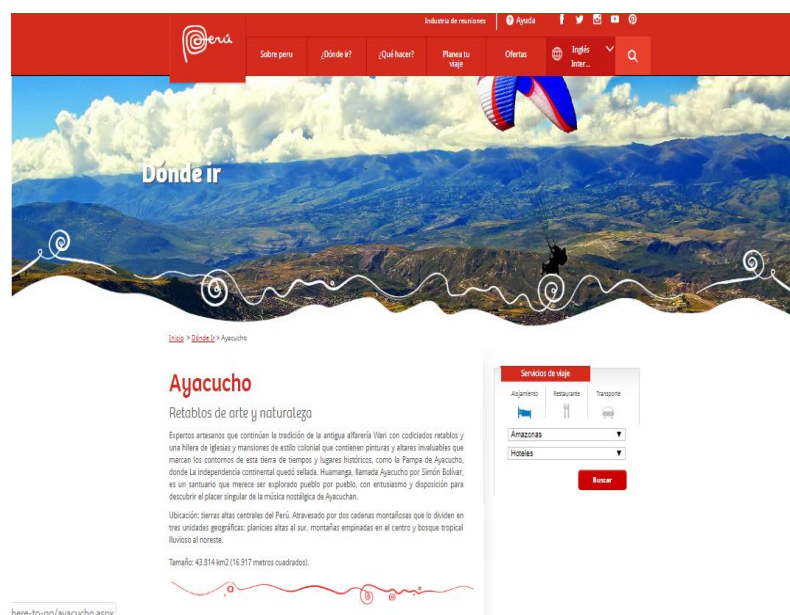 Industria de reuniones
Ayuda
Perú
Sobre peru
¿Dónde ir?
¿Qué hacer?
Planea tu viaje
Ofertas
Inglés Inter...
Dónde ir
Inicio > Dónde Ir > Ayacucho
Ayacucho
Retablos de arte y naturaleza
Expertos artesanos que continúan la tradición de la antigua alfarería Wari con codiciados retablos y
una hilera de iglesias y mansiones de estilo colonial que contienen pinturas y altares invaluables que
marcan los contornos de esta tierra de tiempos y lugares históricos, como la Pampa de Ayacucho,
donde La independencia continental quedó sellada. Huamanga, llamada Ayacucho por Simón Bolívar,
es un santuario que merece ser explorado pueblo por pueblo, con entusiasmo y disposición para
descubrir el placer singular de la música nostálgica de Ayacuchan.
Ubicación: tierras altas centrales del Perú. Atravesado por dos cadenas montañosas que lo dividen en
tres unidades geográficas: planicies altas al sur, montañas empinadas en el centro y bosque tropical
lluvioso al noreste.
Tamaño: 43.814 km2 (16.917 metros cuadrados).
Servicios de viaje
Alojamiento
Restaurante
Transporte
Amazonas
Hoteles
Buscar
here-to-go/ayacucho.aspx